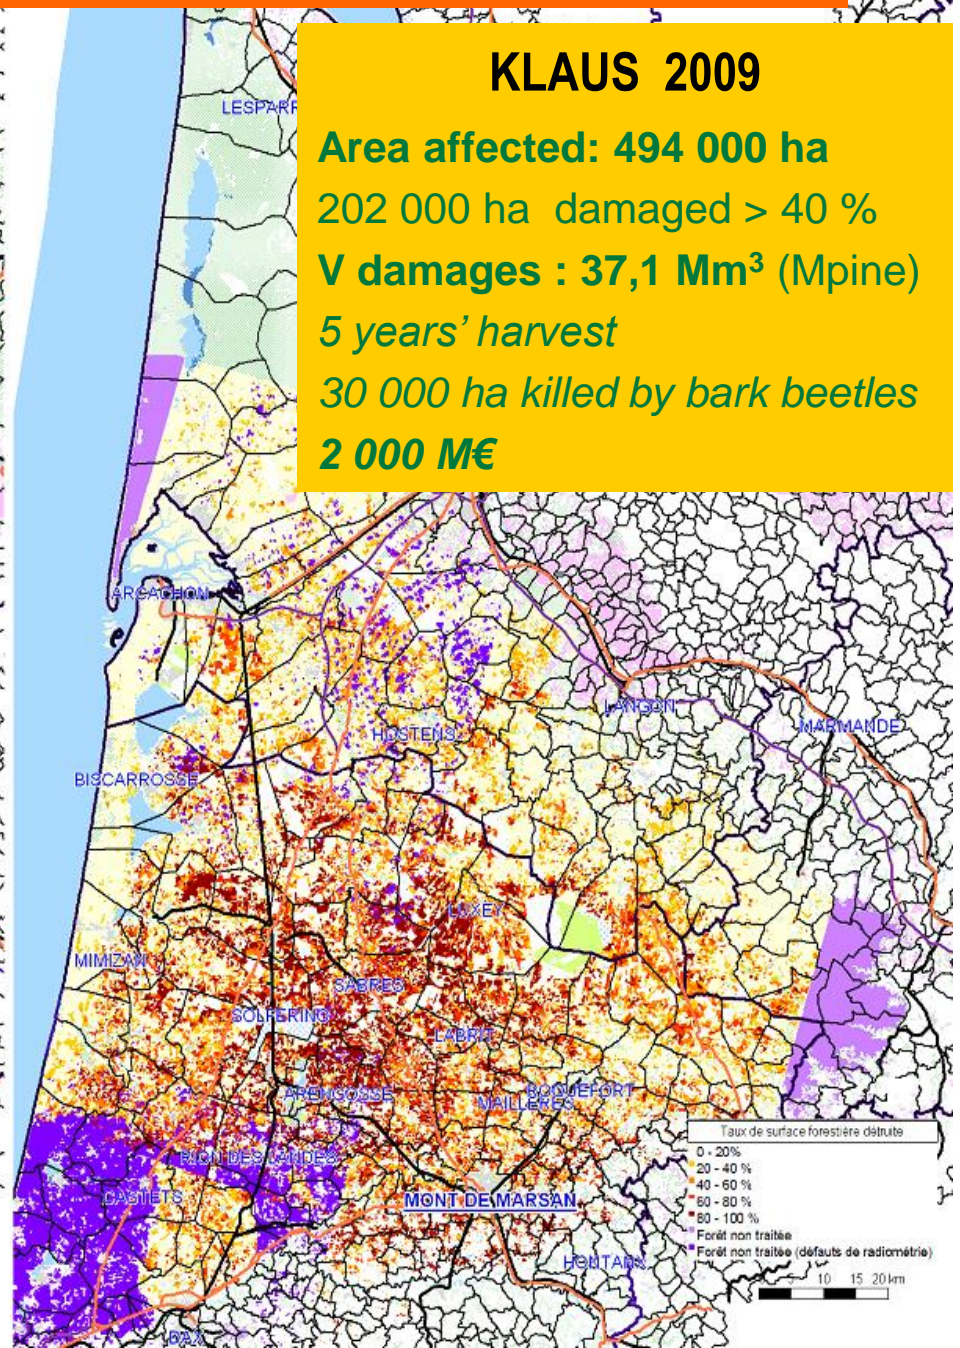 KLAUS 2009
Area affected: 494 000 ha
202 000 ha damaged > 40 %
V damages : 37,1 Mm³ (Mpine)
5 years’ harvest
30 000 ha killed by bark beetles
2 000 M€
LESPARR
ARCACHON
LANGON
MARMANDE
HOSTENS
BISCARROSSE
LUXEY
MIMIZAN
SABRES
SOLFERINO
LABRIT
ARENGOSSE
ROQUEFORT
MAILLERES
RION DES LANDES
CASTETS
MONT DE MARSAN
HONTANX
DAX
Taux de surface forestière détruite
0 - 20%
20 - 40 %
40 - 60 %
60 - 80 %
80 - 100 %
Forêt non traitée
Forêt non traitée (défauts de radiométrie)
5 10 15 20 km